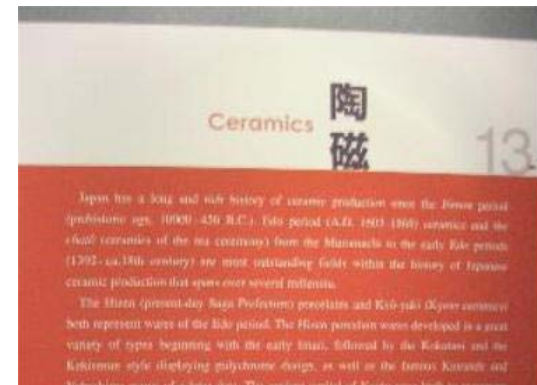 陶磁
Ceramics
13
Japan has a long and rich history of ceramic production since the Jōmon period
(prehistoric age, 10000 - 450 B.C.). Edo period (A.D. 1603-1868) ceramics and the
ceramics of the tea ceremony) from the Muromachi to the early Edo periods
(1392 - ca.18th century) are most outstanding fields within the history of Japanese
ceramic production that spans over several millennia.
The Hizen (present-day Saga Prefecture) porcelains and Kyō-yaki (Kyoto ceramics)
both represent wares of the Edo period. The Hizen porcelain wares developed in a great
variety of types beginning with the early Imari, followed by the Kokutani and the
Kakiemon style displaying polychrome design, as well as the famous Kinrande and